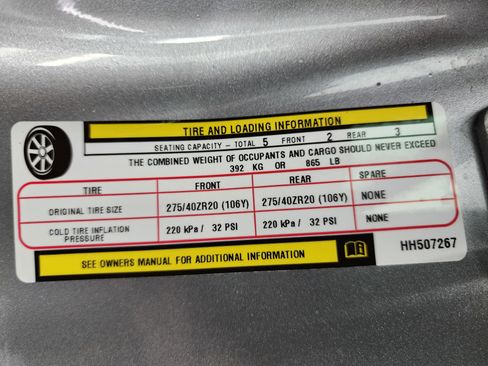 TIRE AND LOADING INFORMATION
SEATING CAPACITY - TOTAL 5 FRONT 2 REAR 3
THE COMBINED WEIGHT OF OCCUPANTS AND CARGO SHOULD NEVER EXCEED
392 KG OR 865 LB
TIRE FRONT REAR SPARE
ORIGINAL TIRE SIZE 275/40ZR20 (106Y) 275/40ZR20 (106Y) NONE
COLD TIRE INFLATION PRESSURE 220 kPa / 32 PSI 220 kPa / 32 PSI NONE
SEE OWNERS MANUAL FOR ADDITIONAL INFORMATION HH507267